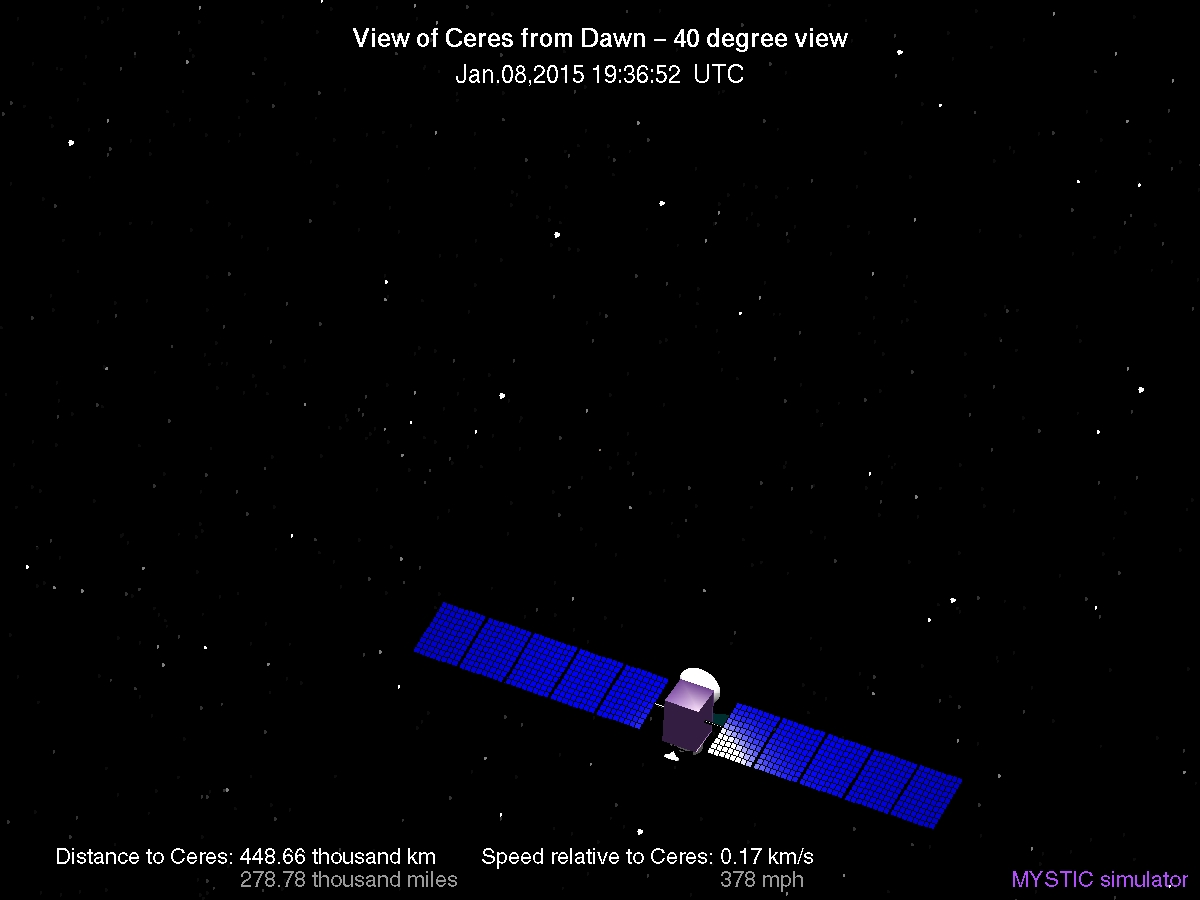 View of Ceres from Dawn – 40 degree view
Jan.08,2015 19:36:52 UTC
Distance to Ceres: 448.66 thousand km Speed relative to Ceres: 0.17 km/s
278.78 thousand miles 378 mph
MYSTIC simulator